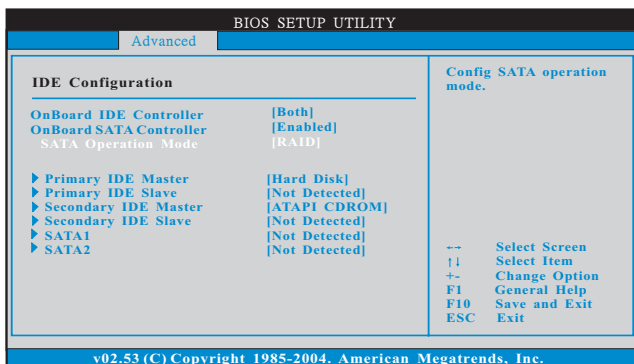 BIOS SETUP UTILITY
Advanced
IDE Configuration
OnBoard IDE Controller [Both]
OnBoard SATA Controller [Enabled]
SATA Operation Mode [RAID]
Primary IDE Master [Hard Disk]
Primary IDE Slave [Not Detected]
Secondary IDE Master [ATAPI CDROM]
Secondary IDE Slave [Not Detected]
SATA1 [Not Detected]
SATA2 [Not Detected]
Config SATA operation
mode.
←→ Select Screen
↑↓ Select Item
+- Change Option
F1 General Help
F10 Save and Exit
ESC Exit
v02.53 (C) Copyright 1985-2004. American Megatrends, Inc.